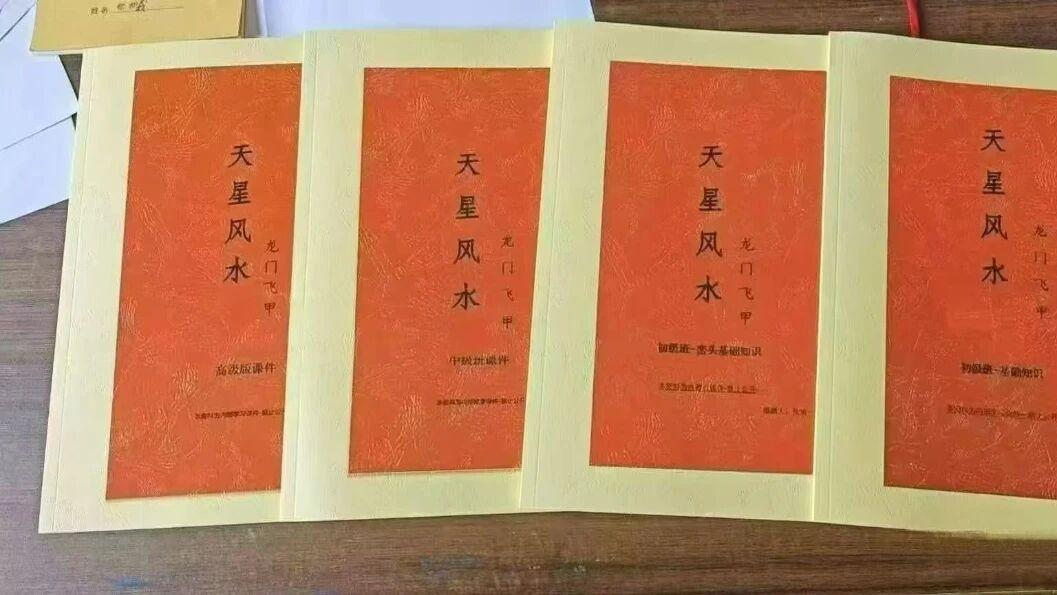 姓名
天星风水
龙门飞甲
高级版课件
天星风水
龙门飞甲
中级班课件
天星风水
龙门飞甲
初级班-峦头基础知识
天星风水
龙门飞甲
初级班-基础知识